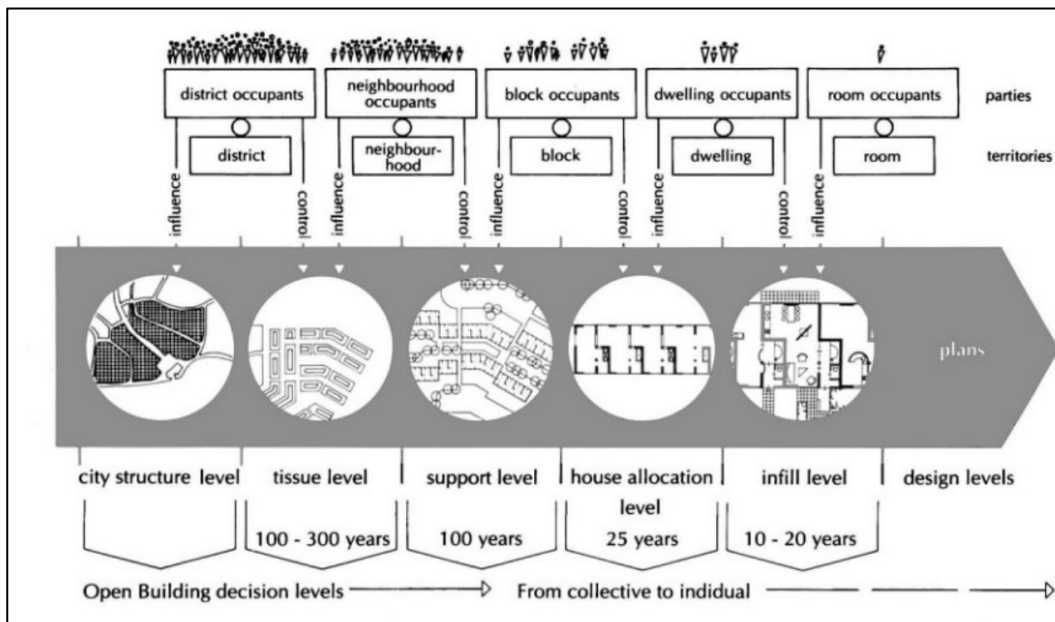 district occupants
neighbourhood
occupants
block occupants
dwelling occupants
room occupants
parties
district
neighbour-
hood
block
dwelling
room
territories
influence
control
influence
control
influence
control
influence
control
influence
plans
city structure level
tissue level
support level
house allocation
level
infill level
design levels
100 - 300 years
100 years
25 years
10 - 20 years
Open Building decision levels
From collective to indidual